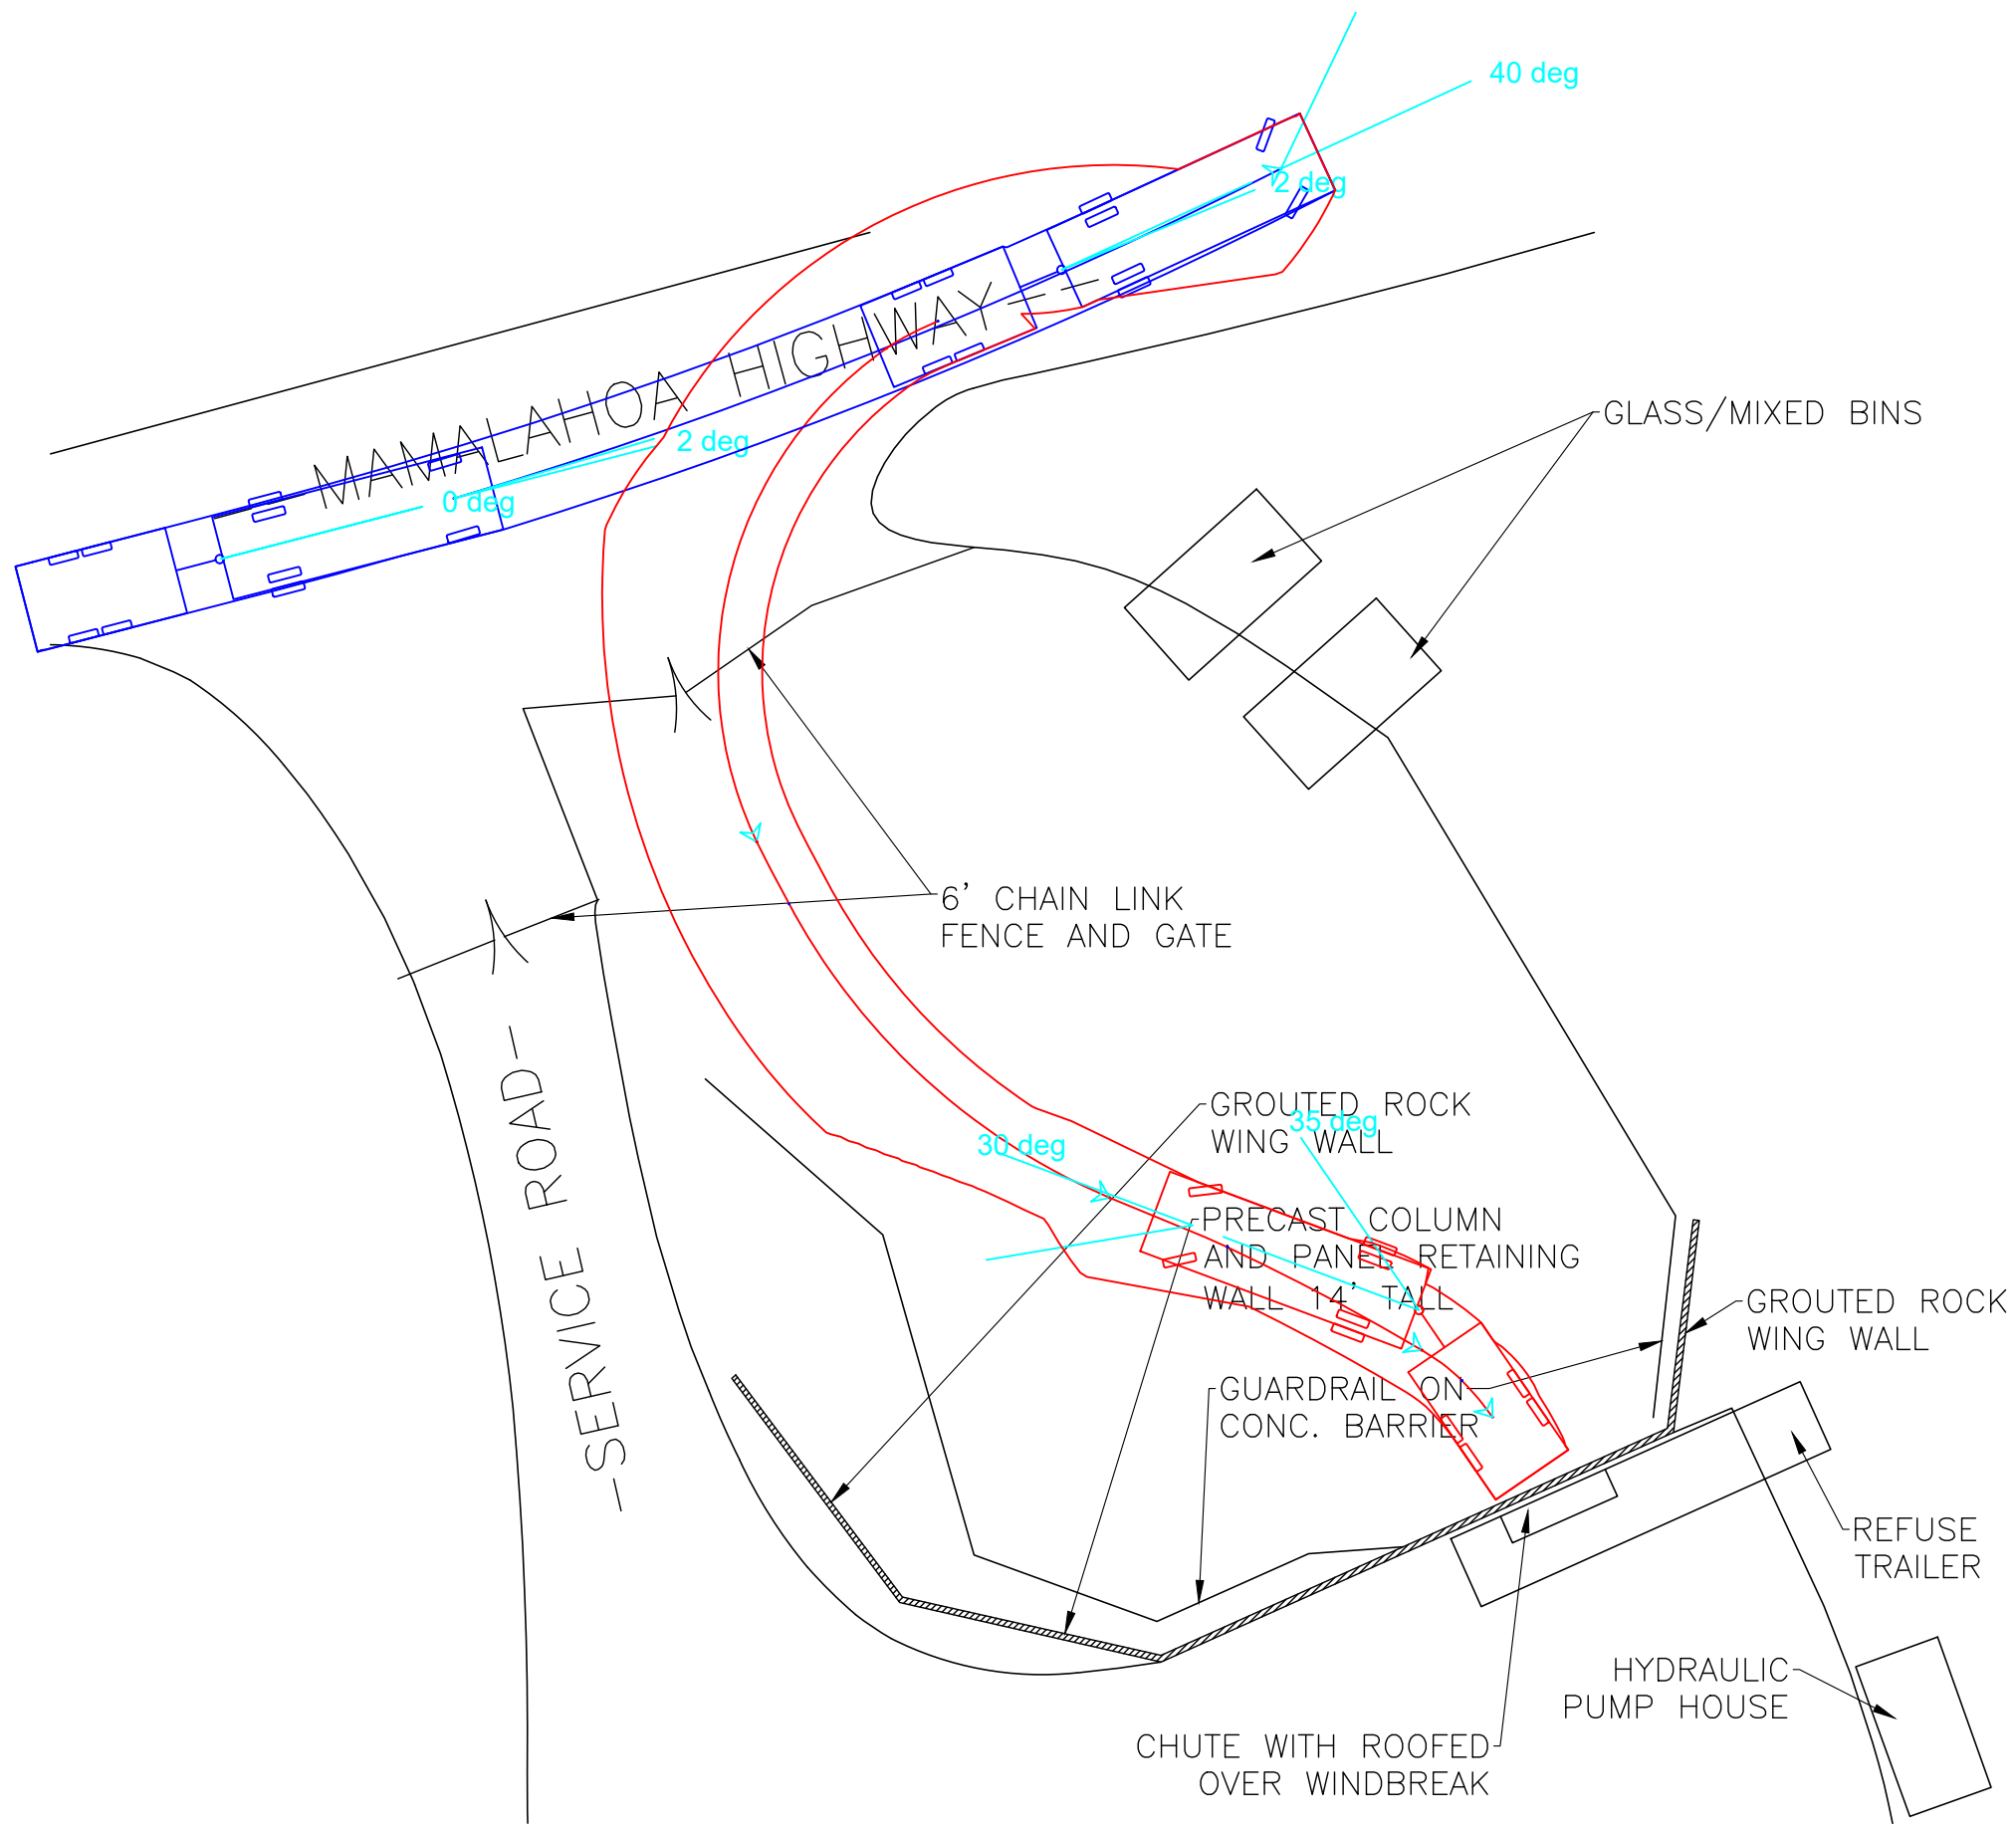 40 deg
2 deg
-MAMALAHOA HIGHWAY--
2 deg
0 deg
GLASS/MIXED BINS
6' CHAIN LINK
FENCE AND GATE
-SERVICE ROAD-
GROUTED ROCK
WING WALL
35 deg
30 deg
PRECAST COLUMN
AND PANEL RETAINING
WALL 14' TALL
GROUTED ROCK
WING WALL
GUARDRAIL ON
CONC. BARRIER
REFUSE
TRAILER
HYDRAULIC
PUMP HOUSE
CHUTE WITH ROOFED
OVER WINDBREAK